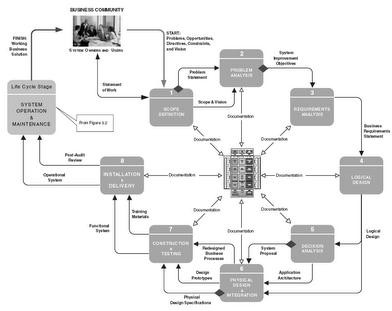 BUSINESS COMMUNITY
FINISH:
Working
Business
Solution
SYSTEM OWNERS AND USERS
START:
Problems, Opportunities,
Directives, Constraints,
and Vision
Statement
of Work
Problem
Statement
Scope & Vision
System
Improvement
Objectives
Life Cycle Stage
SYSTEM
OPERATION
&
MAINTENANCE
From Figure 3.2
1
SCOPE
DEFINITION
2
PROBLEM
ANALYSIS
3
REQUIREMENTS
ANALYSIS
Business
Requirements
Statement
Documentation
Documentation
Documentation
Post-Audit
Review
Operational
System
8
INSTALLATION
&
DELIVERY
Documentation
Documentation
4
LOGICAL
DESIGN
Logical
Design
Functional
System
Training
Materials
Documentation
Documentation
Documentation
7
CONSTRUCTION
&
TESTING
Redesigned
Business
Processes
System
Proposal
5
DECISION
ANALYSIS
Design
Prototypes
6
PHYSICAL
DESIGN
&
INTEGRATION
Application
Architecture
Physical
Design Specifications